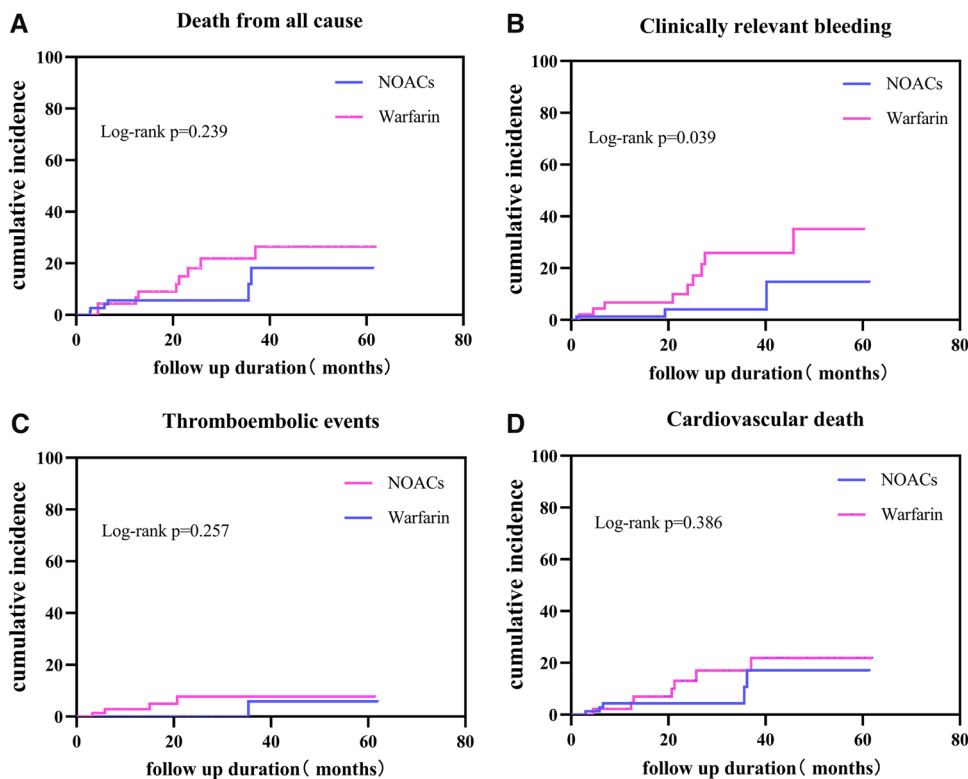 A
Death from all cause
cumulative incidence
100
80
60
40
20
0
NOACs
Warfarin
Log-rank p=0.239
0 20 40 60 80
follow up duration( months)
B
Clinically relevant bleeding
cumulative incidence
100
80
60
40
20
0
NOACs
Warfarin
Log-rank p=0.039
0 20 40 60 80
follow up duration( months)
C
Thromboembolic events
cumulative incidence
100
80
60
40
20
0
NOACs
Warfarin
Log-rank p=0.257
0 20 40 60 80
follow up duration( months)
D
Cardiovascular death
cumulative incidence
100
80
60
40
20
0
NOACs
Warfarin
Log-rank p=0.386
0 20 40 60 80
follow up duration( months)